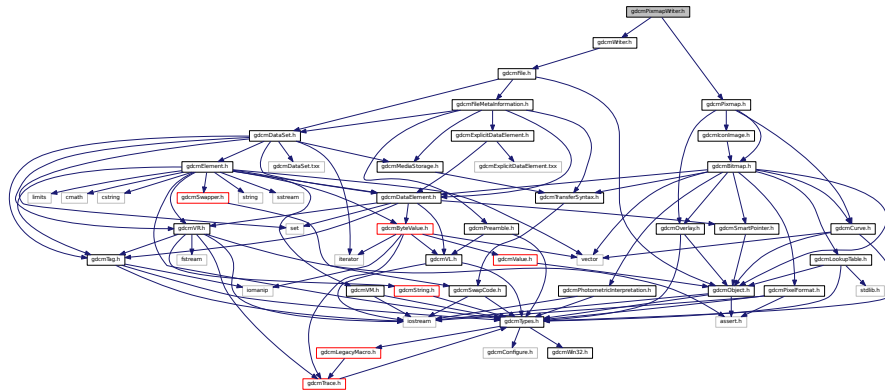 gdcmPixmapWriter.h
gdcmWriter.h
gdcmFile.h
gdcmFileMetaInformation.h
gdcmPixmap.h
gdcmDataSet.h
gdcmExplicitDataElement.h
gdcmIconImage.h
gdcmElement.h
gdcmDataSet.txx
gdcmMediaStorage.h
gdcmExplicitDataElement.txx
gdcmBitmap.h
limits
cmath
cstring
gdcmSwapper.h
string
sstream
gdcmDataElement.h
gdcmTransferSyntax.h
gdcmVR.h
set
gdcmByteValue.h
gdcmPreamble.h
gdcmOverlay.h
gdcmSmartPointer.h
gdcmCurve.h
gdcmTag.h
fstream
iterator
gdcmVL.h
gdcmValue.h
vector
gdcmLookupTable.h
iomanip
gdcmVM.h
gdcmString.h
gdcmSwapCode.h
gdcmPhotometricInterpretation.h
gdcmObject.h
gdcmPixelFormat.h
stdlib.h
iostream
gdcmTypes.h
assert.h
gdcmLegacyMacro.h
gdcmConfigure.h
gdcmWin32.h
gdcmTrace.h